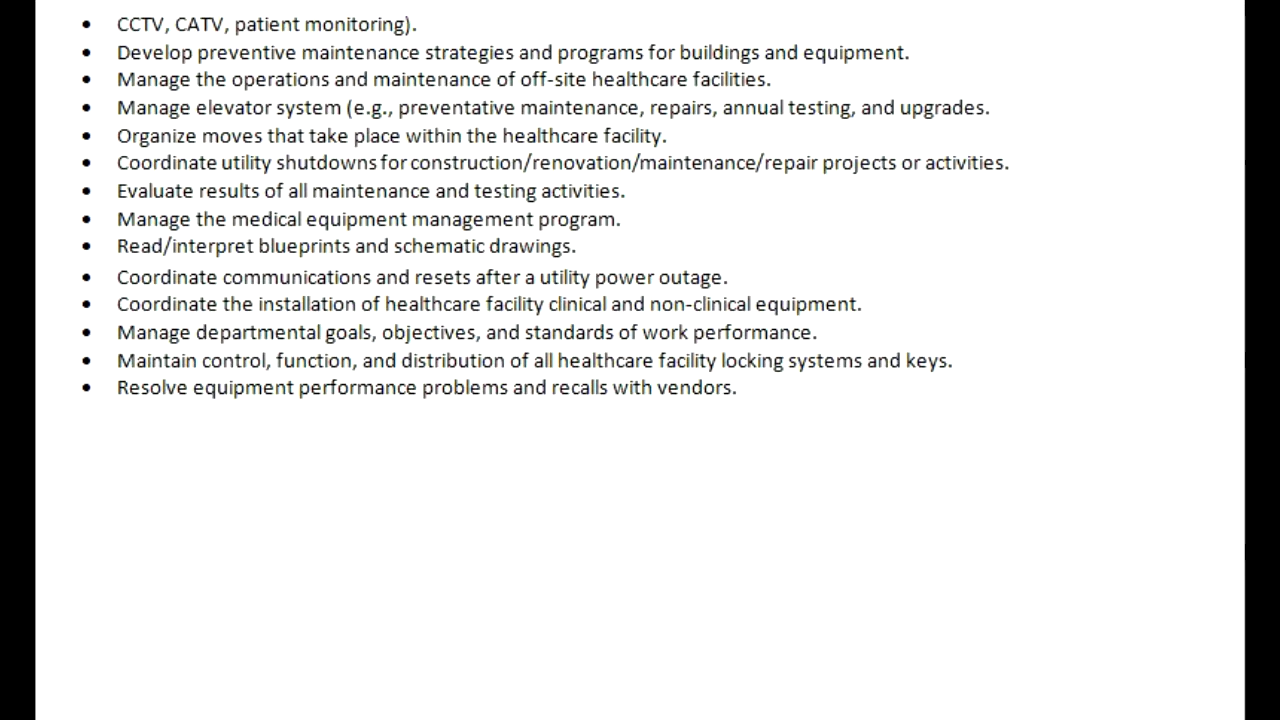 • CCTV, CATV, patient monitoring).
• Develop preventive maintenance strategies and programs for buildings and equipment.
• Manage the operations and maintenance of off-site healthcare facilities.
• Manage elevator system (e.g., preventative maintenance, repairs, annual testing, and upgrades.
• Organize moves that take place within the healthcare facility.
• Coordinate utility shutdowns for construction/renovation/maintenance/repair projects or activities.
• Evaluate results of all maintenance and testing activities.
• Manage the medical equipment management program.
• Read/interpret blueprints and schematic drawings.
• Coordinate communications and resets after a utility power outage.
• Coordinate the installation of healthcare facility clinical and non-clinical equipment.
• Manage departmental goals, objectives, and standards of work performance.
• Maintain control, function, and distribution of all healthcare facility locking systems and keys.
• Resolve equipment performance problems and recalls with vendors.